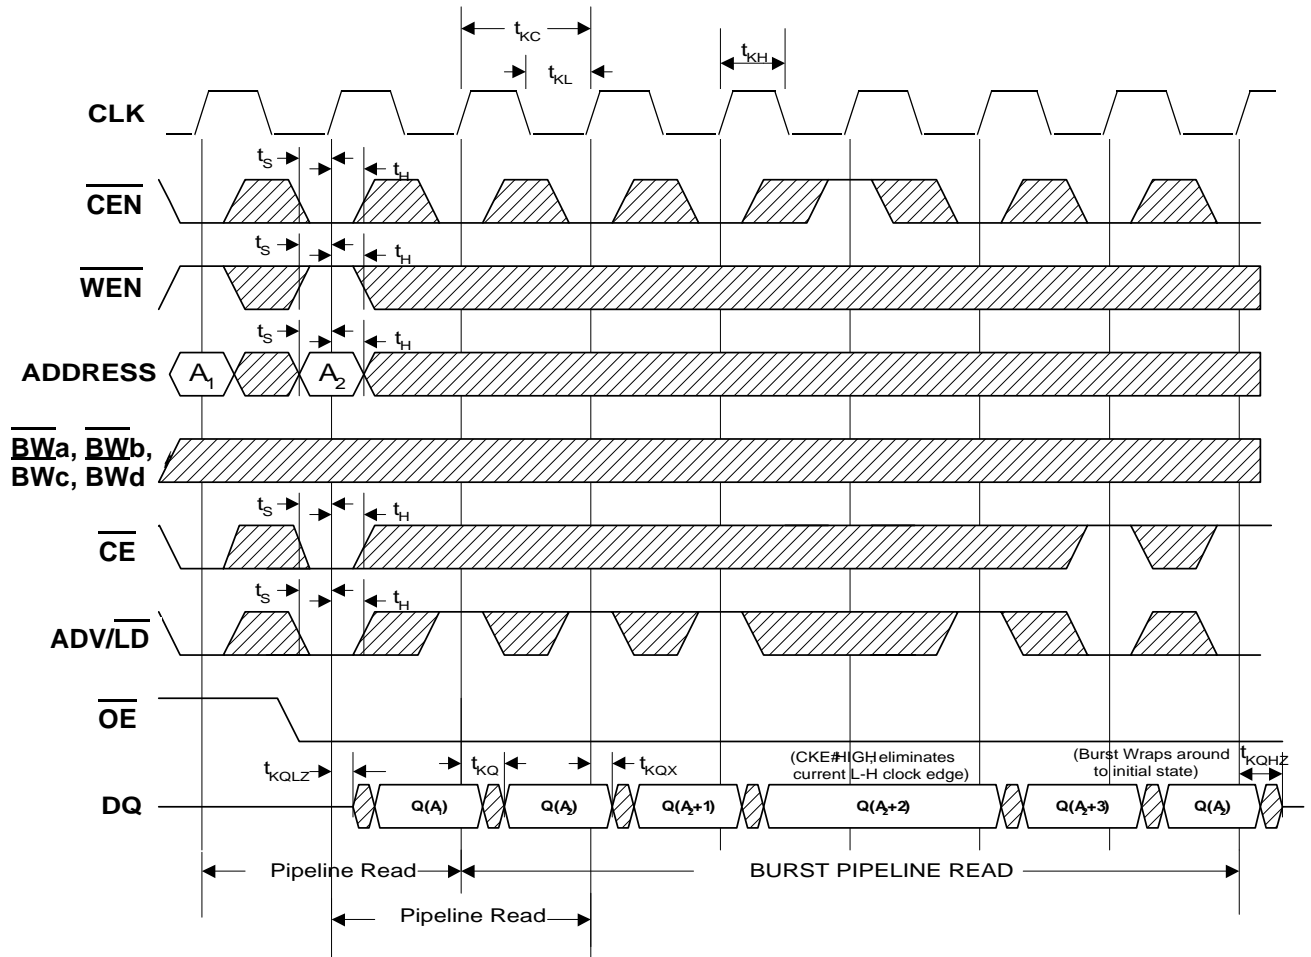 tKC
tKL
tKH
CLK
tS
tH
CEN
tS
tH
WEN
tS
tH
ADDRESS
A1
A2
BWa, BWb,
BWc, BWd
tS
tH
CE
tS
tH
ADV/LD
OE
tKQLZ
tKQ
tKQX
(CKE#HIGH, eliminates
current L-H clock edge)
(Burst Wraps around
to initial state)
tKQHZ
DQ
Q(A1)
Q(A2)
Q(A2+1)
Q(A2+2)
Q(A2+3)
Q(A2)
Pipeline Read
BURST PIPELINE READ
Pipeline Read